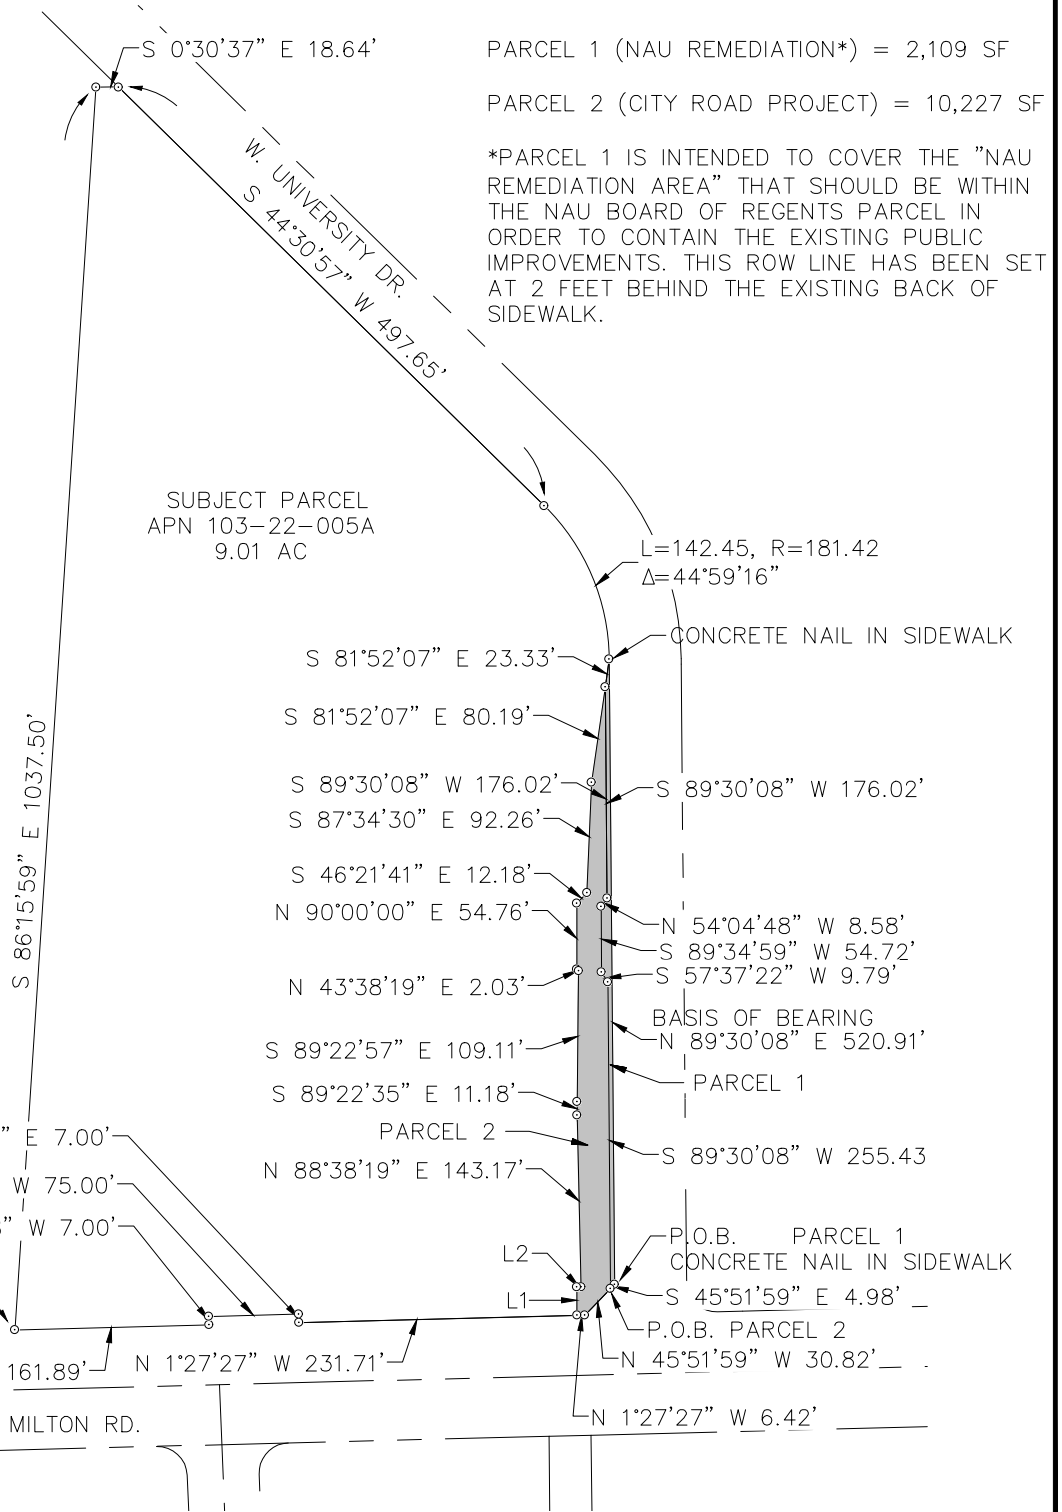 S 0°30'37" E 18.64'
PARCEL 1 (NAU REMEDIATION*) = 2,109 SF
PARCEL 2 (CITY ROAD PROJECT) = 10,227 SF
*PARCEL 1 IS INTENDED TO COVER THE "NAU
REMEDIATION AREA" THAT SHOULD BE WITHIN
THE NAU BOARD OF REGENTS PARCEL IN
ORDER TO CONTAIN THE EXISTING PUBLIC
IMPROVEMENTS. THIS ROW LINE HAS BEEN SET
AT 2 FEET BEHIND THE EXISTING BACK OF
SIDEWALK.
W. UNIVERSITY DR.
S 44°30'57" W 497.65'
SUBJECT PARCEL
APN 103-22-005A
9.01 AC
L=142.45, R=181.42
Δ=44°59'16"
CONCRETE NAIL IN SIDEWALK
S 81°52'07" E 23.33'
S 81°52'07" E 80.19'
S 89°30'08" W 176.02'
S 89°30'08" W 176.02'
S 87°34'30" E 92.26'
S 46°21'41" E 12.18'
N 90°00'00" E 54.76'
N 54°04'48" W 8.58'
S 89°34'59" W 54.72'
S 57°37'22" W 9.79'
N 43°38'19" E 2.03'
S 86°15'59" E 1037.50'
BASIS OF BEARING
N 89°30'08" E 520.91'
S 89°22'57" E 109.11'
PARCEL 1
S 89°22'35" E 11.18'
PARCEL 2
" E 7.00'
S 89°30'08" W 255.43
N 88°38'19" E 143.17'
W 75.00'
" W 7.00'
P.O.B. PARCEL 1
CONCRETE NAIL IN SIDEWALK
L2
L1
S 45°51'59" E 4.98'
P.O.B. PARCEL 2
N 45°51'59" W 30.82'
161.89'
N 1°27'27" W 231.71'
N 1°27'27" W 6.42'
MILTON RD.